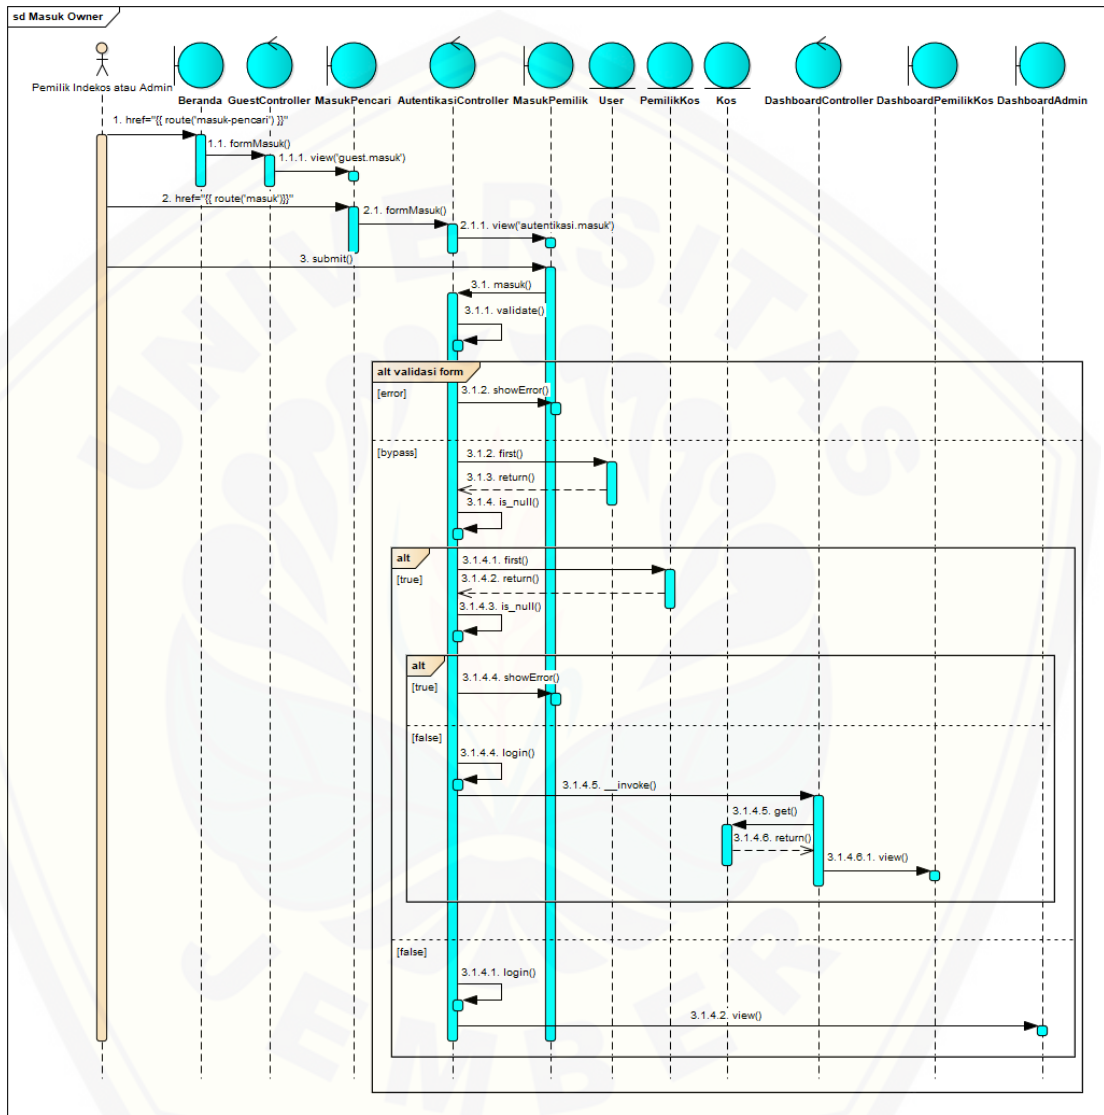 sd Masuk Owner
Pemilik Indekos atau Admin
Beranda
GuestController
MasukPencari
AutentikasiController
MasukPemilik
User
PemilikKos
Kos
DashboardController
DashboardPemilikKos
DashboardAdmin
1. href="{{ route('masuk-pencari') }}"
1.1. formMasuk()
1.1.1. view('guest.masuk')
2. href="{{ route('masuk')}}"
2.1. formMasuk()
2.1.1. view('autentikasi.masuk')
3. submit()
3.1. masuk()
3.1.1. validate()
alt validasi form
[error]
3.1.2. showError()
[bypass]
3.1.2. first()
3.1.3. return()
3.1.4. is_null()
alt
[true]
3.1.4.1. first()
3.1.4.2. return()
3.1.4.3. is_null()
alt
[true]
3.1.4.4. showError()
[false]
3.1.4.4. login()
3.1.4.5. __invoke()
3.1.4.5. get()
3.1.4.6. return()
3.1.4.6.1. view()
[false]
3.1.4.1. login()
3.1.4.2. view()
UNIVERSITAS
JEMBER